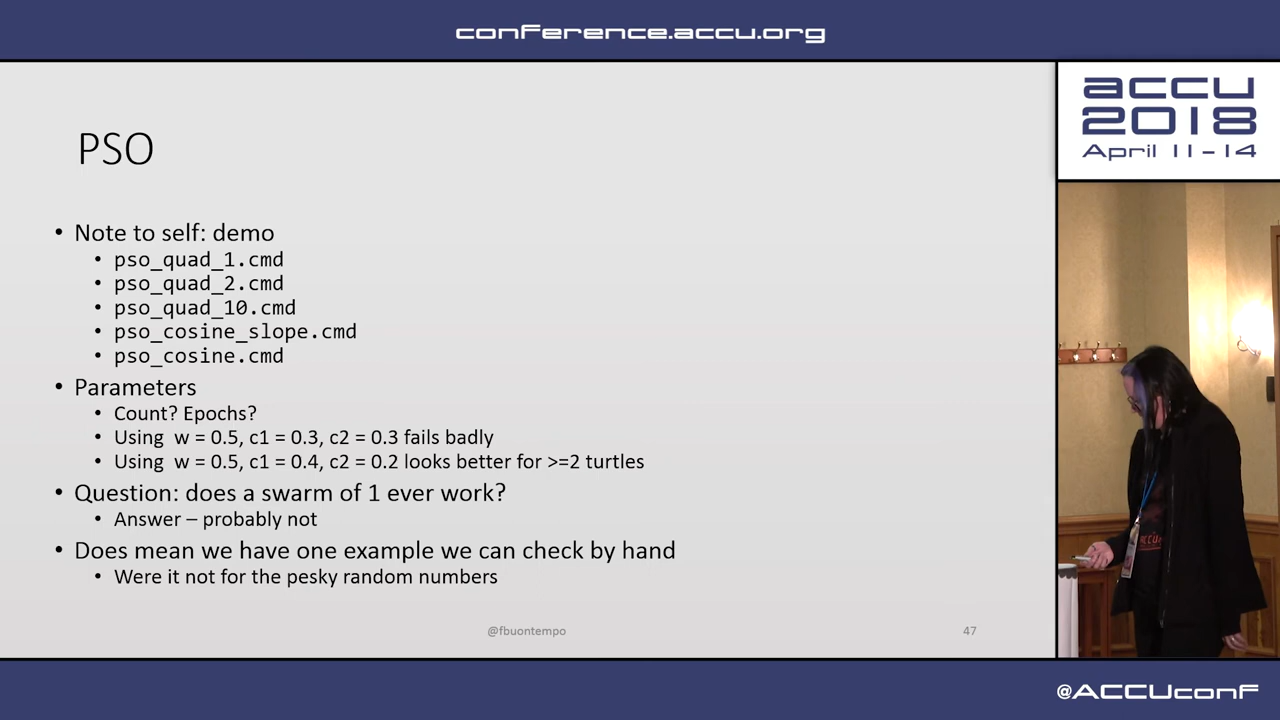 conference.accu.org
accu
2018
April 11-14
PSO
• Note to self: demo
• pso_quad_1.cmd
• pso_quad_2.cmd
• pso_quad_10.cmd
• pso_cosine_slope.cmd
• pso_cosine.cmd
• Parameters
• Count? Epochs?
• Using w = 0.5, c1 = 0.3, c2 = 0.3 fails badly
• Using w = 0.5, c1 = 0.4, c2 = 0.2 looks better for >=2 turtles
• Question: does a swarm of 1 ever work?
• Answer – probably not
• Does mean we have one example we can check by hand
• Were it not for the pesky random numbers
@fbuontempo
47
@ACCUconf